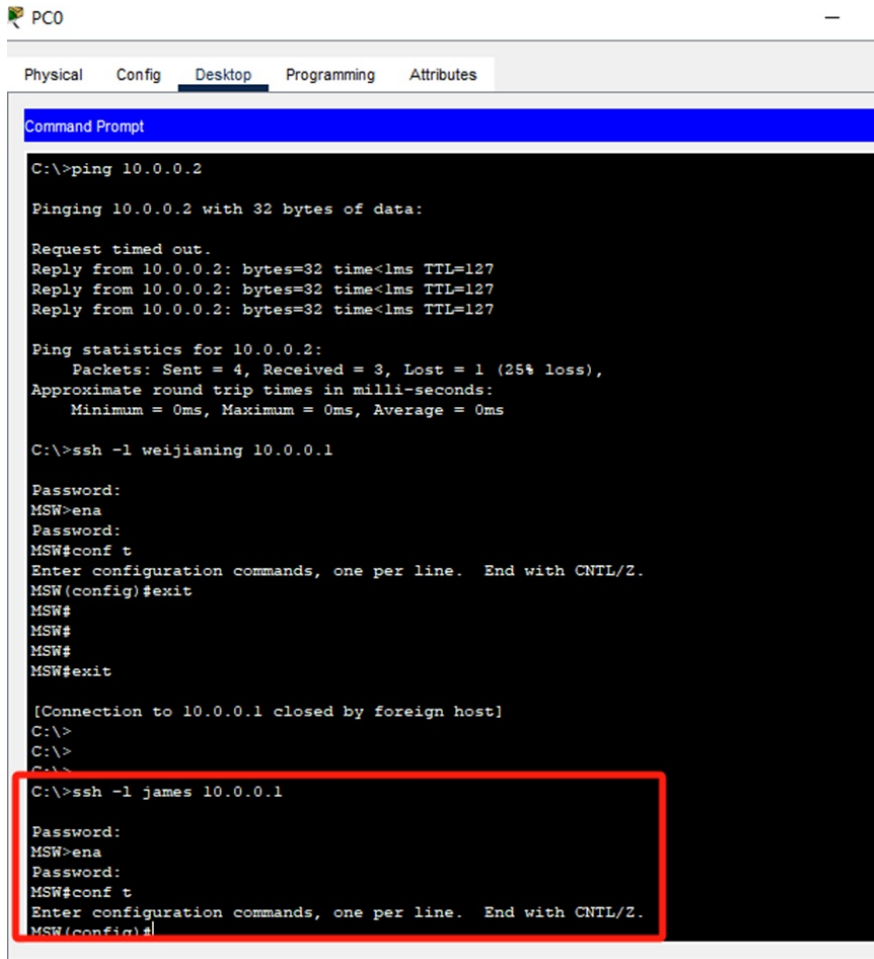 PC0
Physical Config Desktop Programming Attributes
Command Prompt
C:\>ping 10.0.0.2
Pinging 10.0.0.2 with 32 bytes of data:
Request timed out.
Reply from 10.0.0.2: bytes=32 time<1ms TTL=127
Reply from 10.0.0.2: bytes=32 time<1ms TTL=127
Reply from 10.0.0.2: bytes=32 time<1ms TTL=127
Ping statistics for 10.0.0.2:
Packets: Sent = 4, Received = 3, Lost = 1 (25% loss),
Approximate round trip times in milli-seconds:
Minimum = 0ms, Maximum = 0ms, Average = 0ms
C:\>ssh -l weijianing 10.0.0.1
Password:
MSW>ena
Password:
MSW#conf t
Enter configuration commands, one per line.  End with CNTL/Z.
MSW(config)#exit
MSW#
MSW#
MSW#
MSW#exit
[Connection to 10.0.0.1 closed by foreign host]
C:\>
C:\>
C:\>
C:\>ssh -l james 10.0.0.1
Password:
MSW>ena
Password:
MSW#conf t
Enter configuration commands, one per line.  End with CNTL/Z.
MSW(config)#